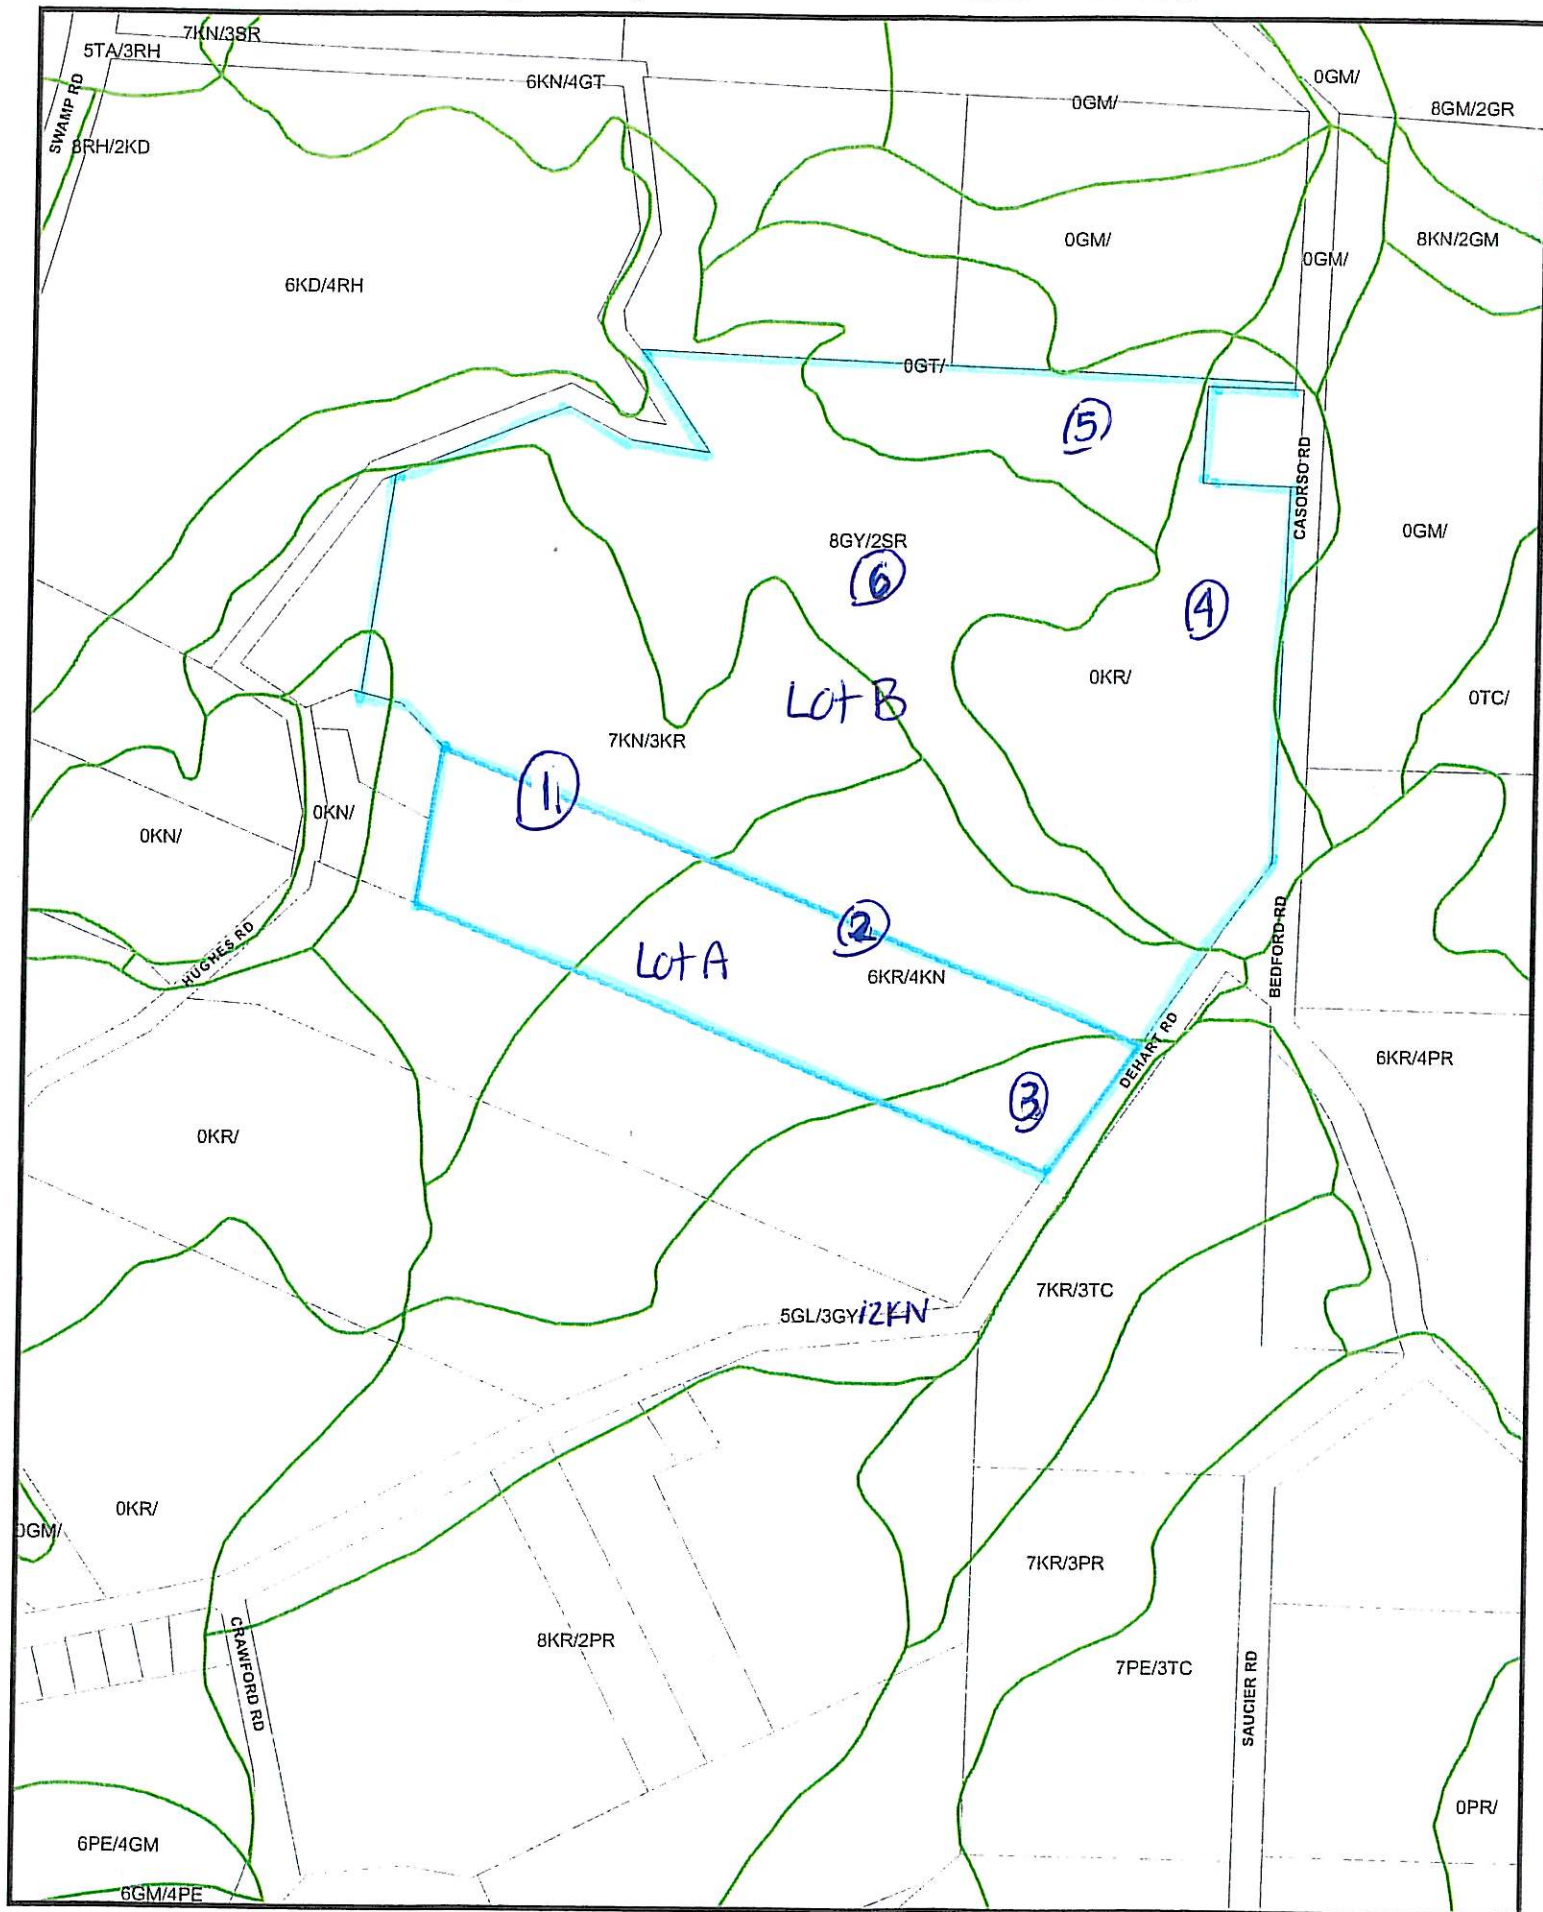 7KN/3SR
5TA/3RH
SWAMP RD
8RH/2KD
6KN/4GT
0GM/
0GM/
8GM/2GR
6KD/4RH
0GM/
0GM/
8KN/2GM
0GT/
5
CASORSO RD
8GY/2SR
6
4
0GM/
0KR/
0TC/
Lot B
7KN/3KR
1
0KN/
0KN/
HUGHES RD
2
Lot A
6KR/4KN
BEDFORD RD
DEHART RD
3
6KR/4PR
0KR/
7KR/3TC
5GL/3GY/2KN
0KR/
0GM/
7KR/3PR
CRAWFORD RD
8KR/2PR
7PE/3TC
SAUCIER RD
0PR/
6PE/4GM
6GM/4PE